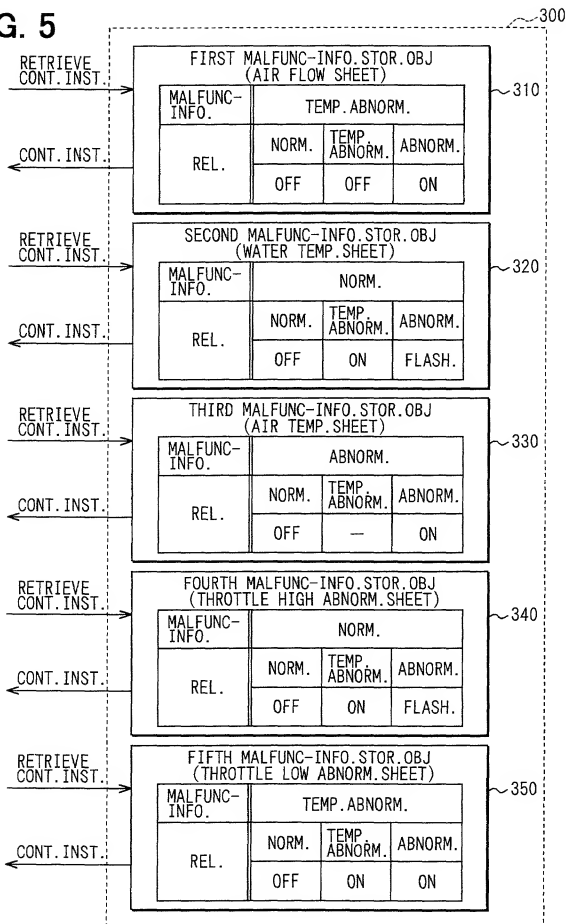 G. 5
300
RETRIEVE
CONT.INST.
CONT.INST.
FIRST MALFUNC-INFO.STOR.OBJ
(AIR FLOW SHEET)
310
MALFUNC-
INFO.
TEMP.ABNORM.
REL.
NORM.
TEMP.
ABNORM.
ABNORM.
OFF
OFF
ON
RETRIEVE
CONT.INST.
CONT.INST.
SECOND MALFUNC-INFO.STOR.OBJ
(WATER TEMP.SHEET)
320
MALFUNC-
INFO.
NORM.
REL.
NORM.
TEMP.
ABNORM.
ABNORM.
OFF
ON
FLASH.
RETRIEVE
CONT.INST.
CONT.INST.
THIRD MALFUNC-INFO.STOR.OBJ
(AIR TEMP.SHEET)
330
MALFUNC-
INFO.
ABNORM.
REL.
NORM.
TEMP.
ABNORM.
ABNORM.
OFF
—
ON
RETRIEVE
CONT.INST.
CONT.INST.
FOURTH MALFUNC-INFO.STOR.OBJ
(THROTTLE HIGH ABNORM.SHEET)
340
MALFUNC-
INFO.
NORM.
REL.
NORM.
TEMP.
ABNORM.
ABNORM.
OFF
ON
FLASH.
RETRIEVE
CONT.INST.
CONT.INST.
FIFTH MALFUNC-INFO.STOR.OBJ
(THROTTLE LOW ABNORM.SHEET)
350
MALFUNC-
INFO.
TEMP.ABNORM.
REL.
NORM.
TEMP.
ABNORM.
ABNORM.
OFF
ON
ON